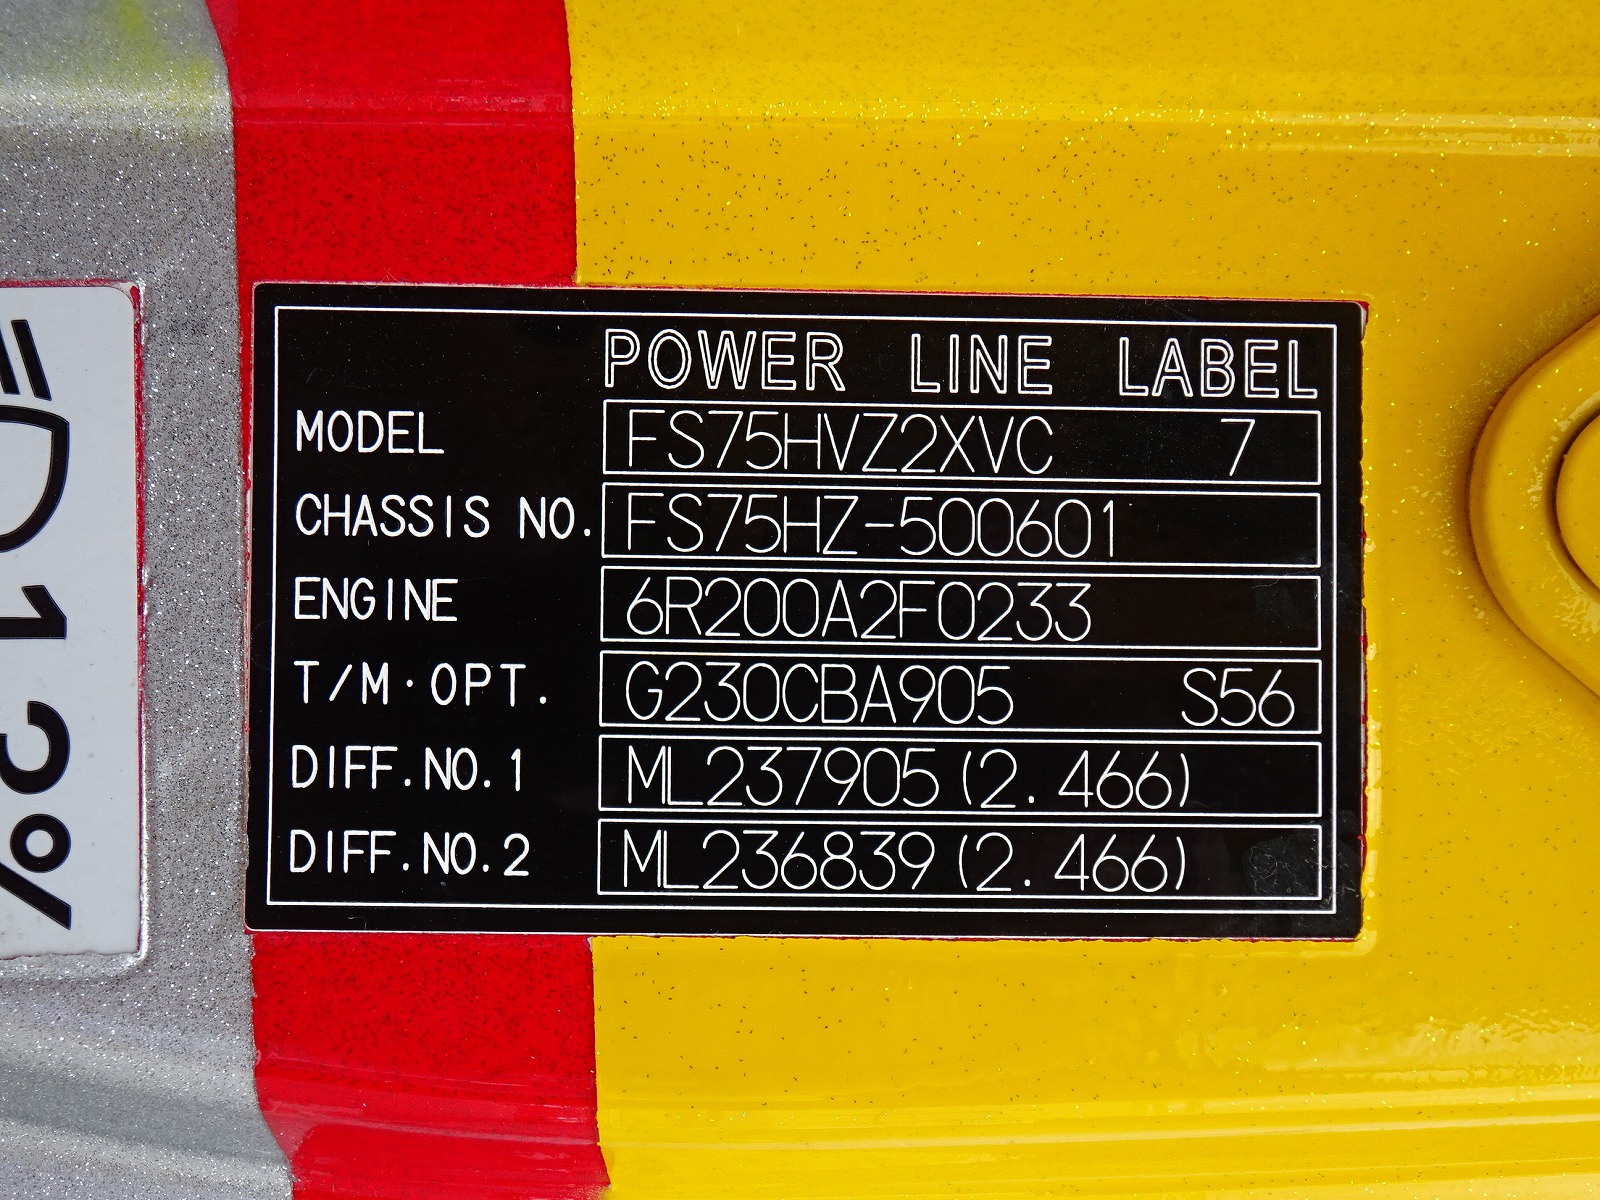 POWER LINE LABEL
MODEL FS75HVZ2XVC 7
CHASSIS NO. FS75HZ-500601
ENGINE 6R200A2F0233
T/M·OPT. G230CBA905 S56
DIFF.NO.1 ML237905(2.466)
DIFF.NO.2 ML236839(2.466)
12%